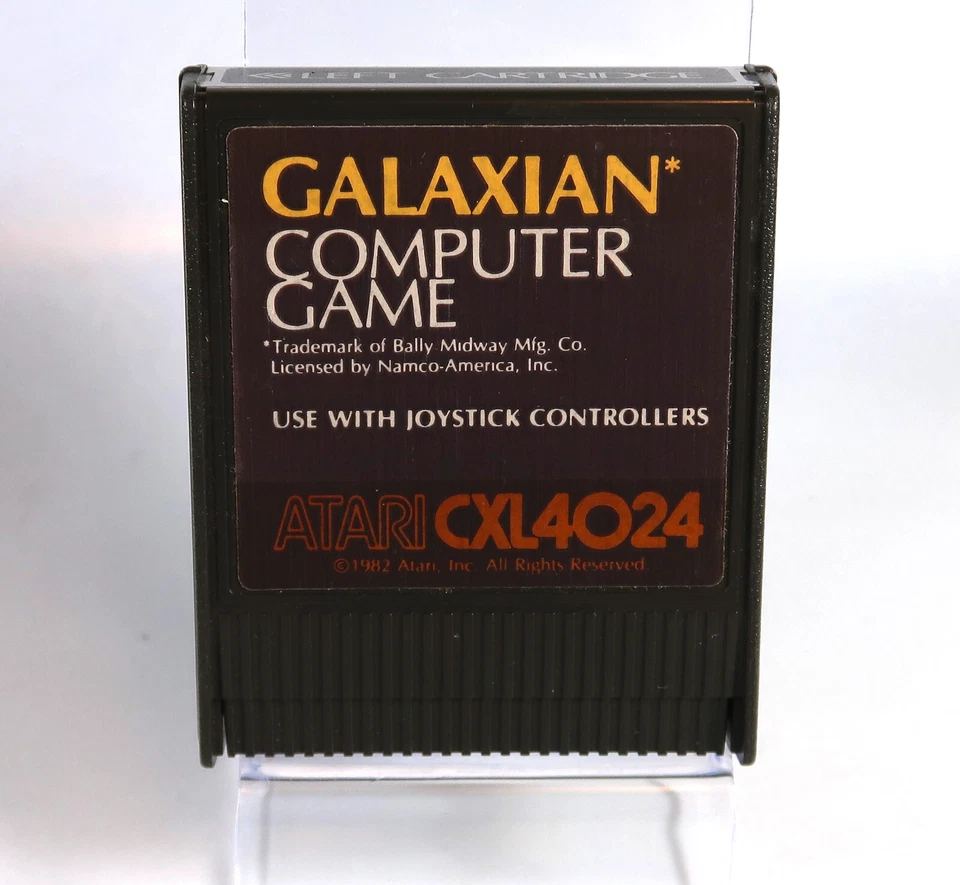 LEFT CARTRIDGE
GALAXIAN*
COMPUTER
GAME
*Trademark of Bally Midway Mfg. Co.
Licensed by Namco-America, Inc.
USE WITH JOYSTICK CONTROLLERS
ATARI CXL4024
©1982 Atari, Inc. All Rights Reserved.